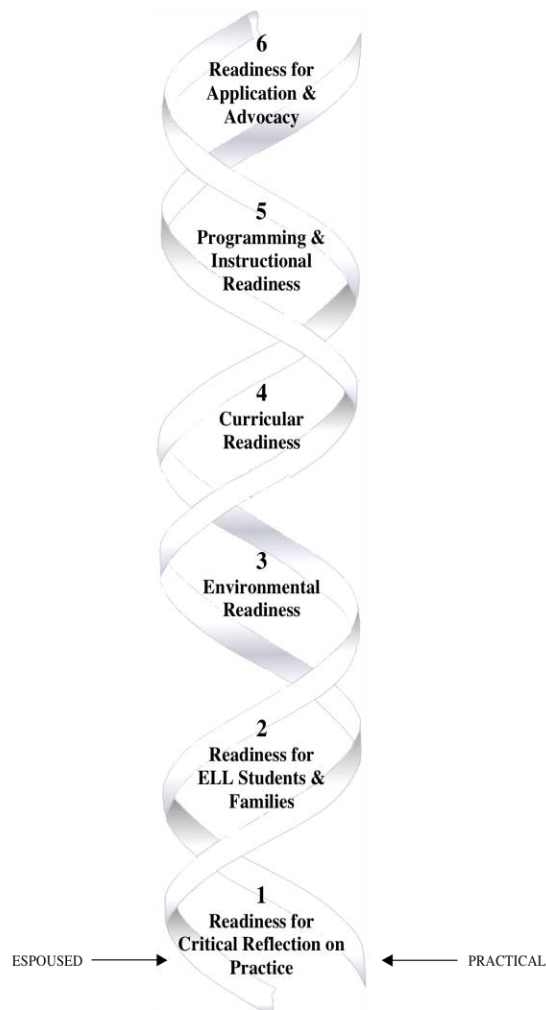 6
Readiness for
Application &
Advocacy
5
Programming &
Instructional
Readiness
4
Curricular
Readiness
3
Environmental
Readiness
2
Readiness for
ELL Students &
Families
1
Readiness for
Critical Reflection on
Practice
ESPOUSED
PRACTICAL